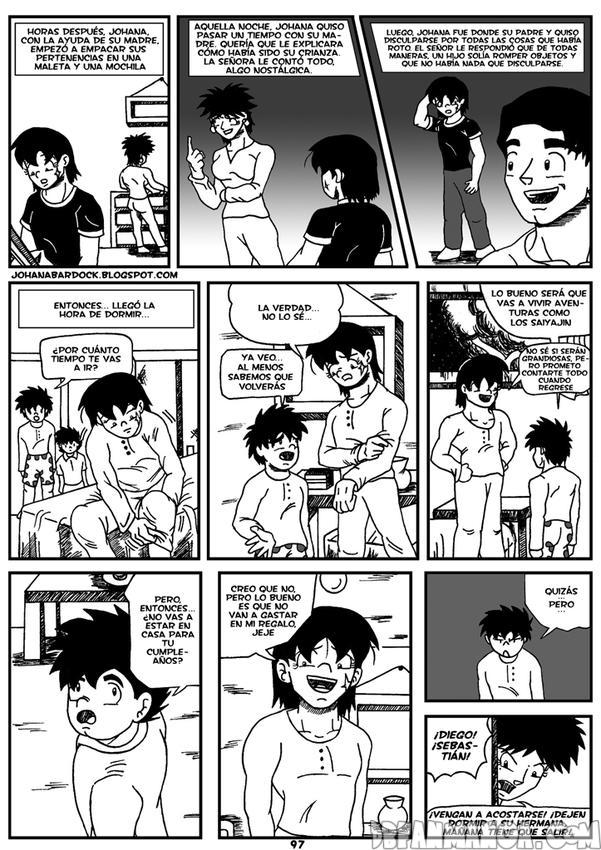 HORAS DESPUÉS, JOHANA,
CON LA AYUDA DE SU MADRE,
EMPEZÓ A EMPACAR SUS
PERTENENCIAS EN UNA
MALETA Y UNA MOCHILA
AQUELLA NOCHE, JOHANA QUISO
PASAR UN TIEMPO CON SU MA-
DRE. QUERÍA QUE LE EXPLICARA
CÓMO HABÍA SIDO SU CRIANZA.
LA SEÑORA LE CONTÓ TODO,
ALGO NOSTÁLGICA.
LUEGO, JOHANA FUE DONDE SU PADRE Y QUISO
DISCULPARSE POR TODAS LAS COSAS QUE HABÍA
ROTO. EL SEÑOR LE RESPONDIÓ QUE DE TODAS
MANERAS, UN HIJO SOLÍA ROMPER OBJETOS Y
QUE NO HABÍA NADA QUE DISCULPARSE.
JOHANABARDOCK.BLOGSPOT.COM
ENTONCES... LLEGÓ LA
HORA DE DORMIR...
¿POR CUÁNTO
TIEMPO TE VAS
A IR?
LA VERDAD...
NO LO SÉ...
YA VEO...
AL MENOS
SABEMOS QUE
VOLVERÁS
LO BUENO SERÁ QUE
VAS A VIVIR AVEN-
TURAS COMO
LOS SAIYAJIN
NO SÉ SI SERÁN
GRANDIOSAS, PE-
RO PROMETO
CONTARTE TODO
CUANDO
REGRESE
PERO,
ENTONCES...
¿NO VAS A
ESTAR EN
CASA PARA
TU
CUMPLE-
AÑOS?
CREO QUE NO,
PERO LO BUENO
ES QUE NO
VAN A GASTAR
EN MI REGALO,
JEJE
QUIZÁS
...
PERO
...
¡DIEGO!
¡SEBAS-
TIÁN!
¡VENGAN A ACOSTARSE! ¡DEJEN
DORMIR A SU HERMANA,
MAÑANA TIENE QUE SALIR!
97
DBFANMANGA.COM